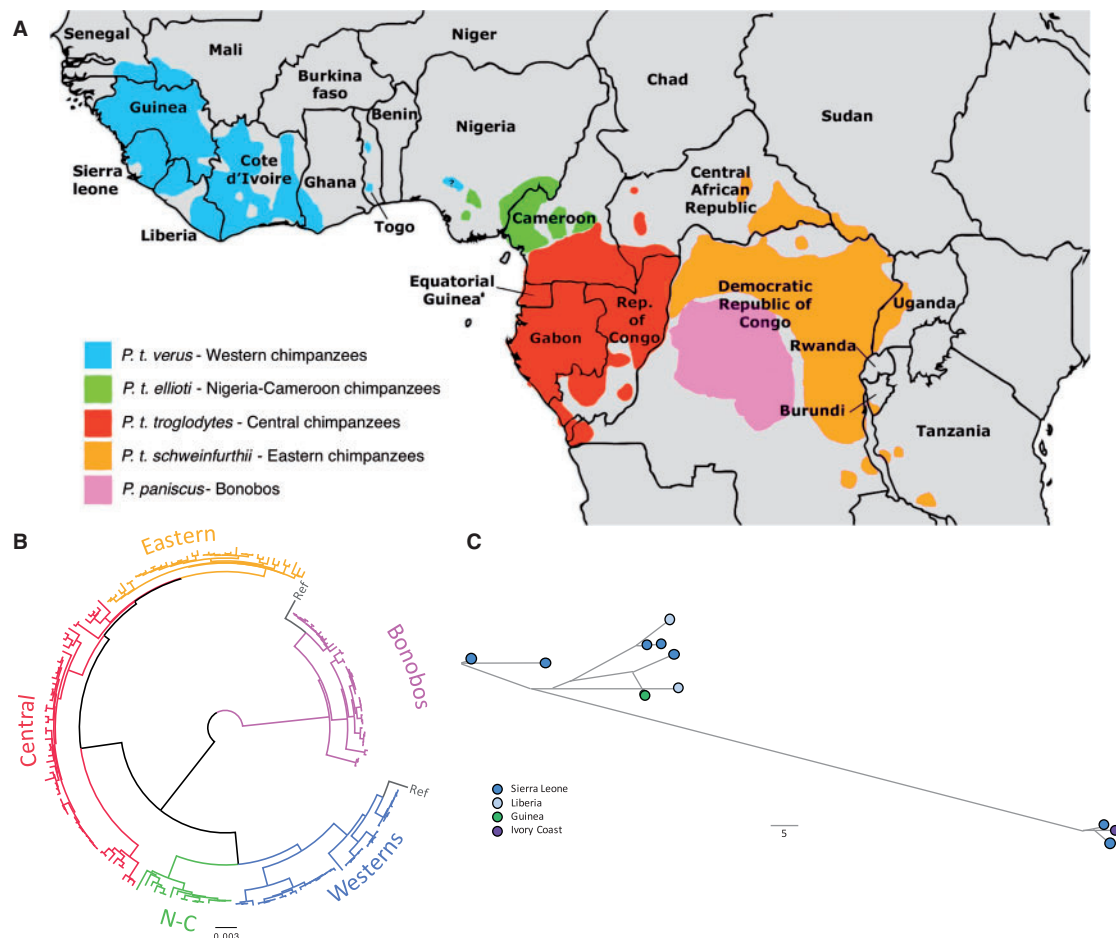 A
Senegal
Mali
Niger
Chad
Sudan
Burkina
faso
Benin
Nigeria
Guinea
Sierra
leone
Cote
d'Ivoire
Ghana
Liberia
Togo
?
Cameroon
Central
African
Republic
Equatorial
Guinea
Gabon
Rep.
of
Congo
Democratic
Republic of
Congo
Uganda
Rwanda
Burundi
Tanzania
P. t. verus - Western chimpanzees
P. t. ellioti - Nigeria-Cameroon chimpanzees
P. t. troglodytes - Central chimpanzees
P. t. schweinfurthii - Eastern chimpanzees
P. paniscus- Bonobos
B
Eastern
Ref
Bonobos
Central
Ref
Westerns
N-C
0.003
C
Sierra Leone
Liberia
Guinea
Ivory Coast
5